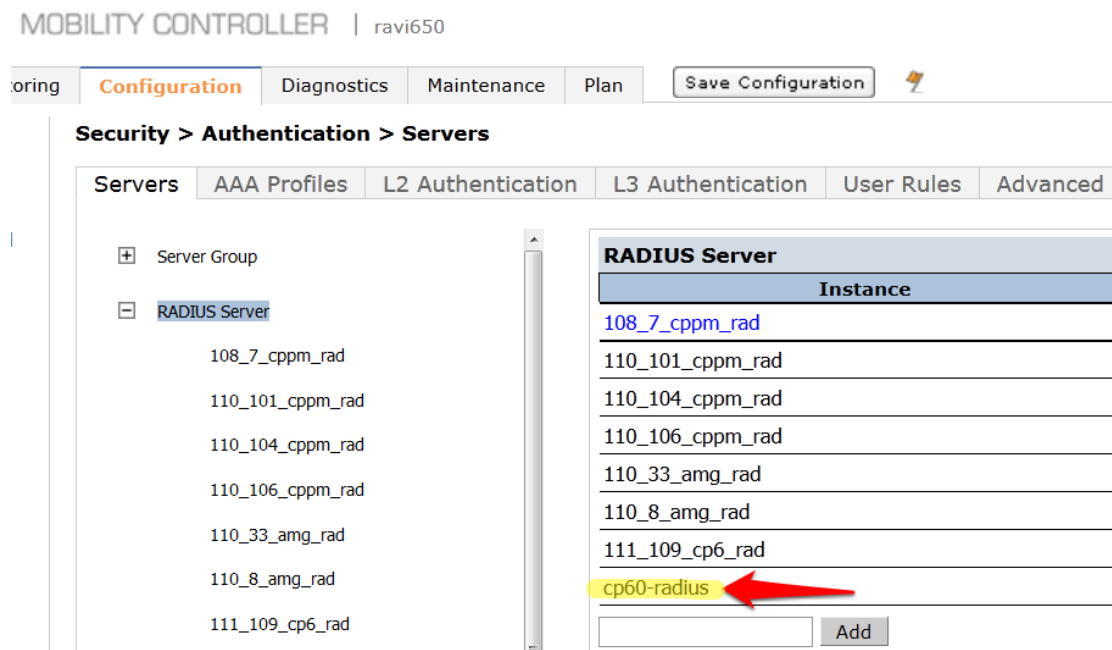 MOBILITY CONTROLLER | ravi650
toring Configuration Diagnostics Maintenance Plan Save Configuration
Security > Authentication > Servers
Servers AAA Profiles L2 Authentication L3 Authentication User Rules Advanced
Server Group
RADIUS Server
108_7_cppm_rad
110_101_cppm_rad
110_104_cppm_rad
110_106_cppm_rad
110_33_amg_rad
110_8_amg_rad
111_109_cp6_rad
RADIUS Server
Instance
108_7_cppm_rad
110_101_cppm_rad
110_104_cppm_rad
110_106_cppm_rad
110_33_amg_rad
110_8_amg_rad
111_109_cp6_rad
cp60-radius
Add